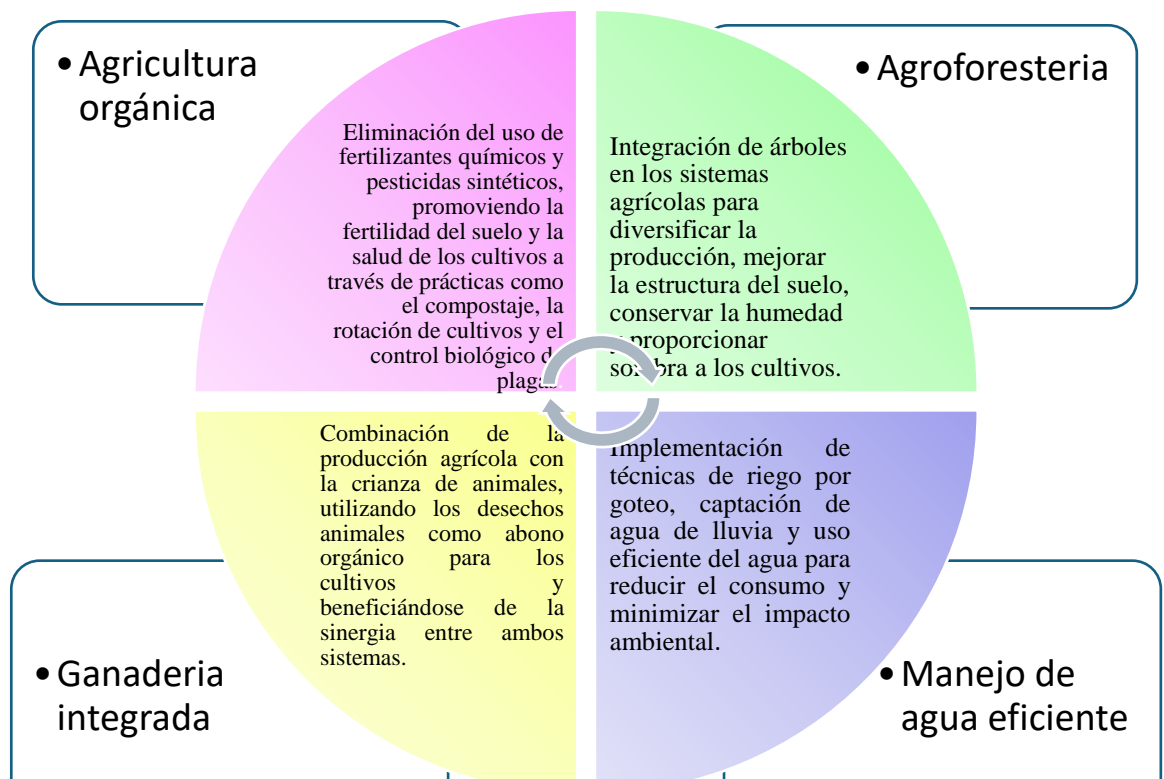 • Agricultura
orgánica
Eliminación del uso de
fertilizantes químicos y
pesticidas sintéticos,
promoviendo la
fertilidad del suelo y la
salud de los cultivos a
través de prácticas como
el compostaje, la
rotación de cultivos y el
control biológico de
plagas.
• Agroforesteria
Integración de árboles
en los sistemas
agrícolas para
diversificar la
producción, mejorar
la estructura del suelo,
conservar la humedad
y proporcionar
sombra a los cultivos.
Combinación de la
producción agrícola con
la crianza de animales,
utilizando los desechos
animales como abono
orgánico para los
cultivos y
beneficiándose de la
sinergia entre ambos
sistemas.
• Ganaderia
integrada
Implementación de
técnicas de riego por
goteo, captación de
agua de lluvia y uso
eficiente del agua para
reducir el consumo y
minimizar el impacto
ambiental.
• Manejo de
agua eficiente